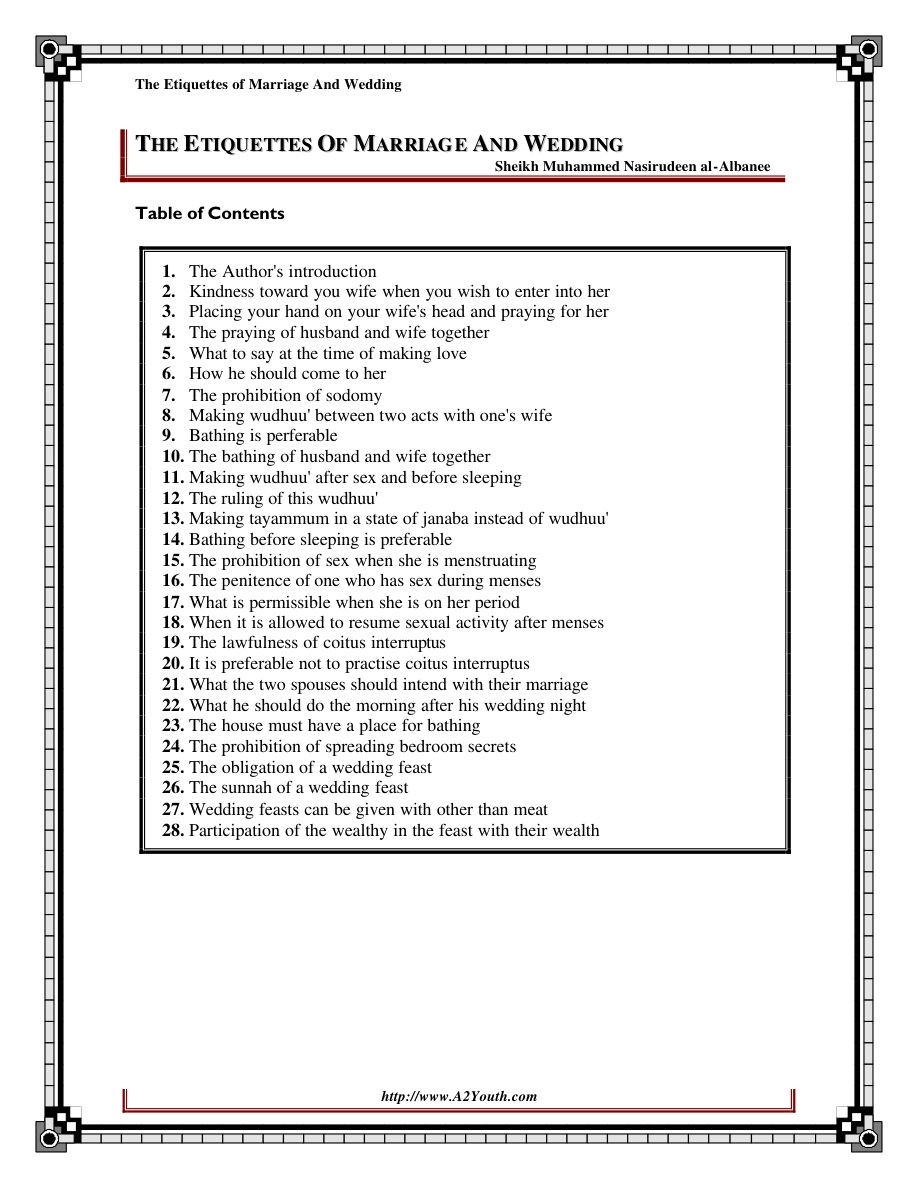 The Etiquettes of Marriage And Wedding
THE ETIQUETTES OF MARRIAGE AND WEDDING
Sheikh Muhammed Nasirudeen al-Albanee
Table of Contents
1. The Author's introduction
2. Kindness toward you wife when you wish to enter into her
3. Placing your hand on your wife's head and praying for her
4. The praying of husband and wife together
5. What to say at the time of making love
6. How he should come to her
7. The prohibition of sodomy
8. Making wudhuu' between two acts with one's wife
9. Bathing is perferable
10. The bathing of husband and wife together
11. Making wudhuu' after sex and before sleeping
12. The ruling of this wudhuu'
13. Making tayammum in a state of janaba instead of wudhuu'
14. Bathing before sleeping is preferable
15. The prohibition of sex when she is menstruating
16. The penitence of one who has sex during menses
17. What is permissible when she is on her period
18. When it is allowed to resume sexual activity after menses
19. The lawfulness of coitus interruptus
20. It is preferable not to practise coitus interruptus
21. What the two spouses should intend with their marriage
22. What he should do the morning after his wedding night
23. The house must have a place for bathing
24. The prohibition of spreading bedroom secrets
25. The obligation of a wedding feast
26. The sunnah of a wedding feast
27. Wedding feasts can be given with other than meat
28. Participation of the wealthy in the feast with their wealth
http://www.A2Youth.com